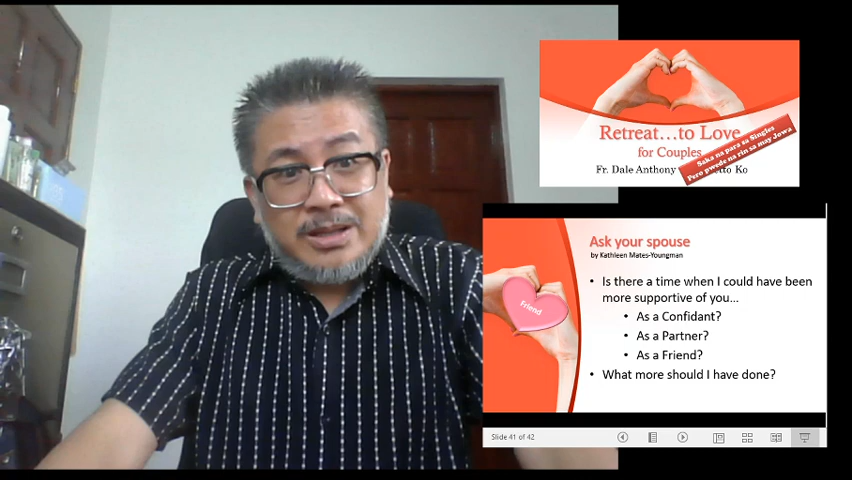 Retreat…to Love
for Couples
Saka na para sa Singles
Pero pwede na rin sa may Jowa
Fr. Dale Anthony Ko
Ask your spouse
by Kathleen Mates-Youngman
Friend
• Is there a time when I could have been
more supportive of you...
• As a Confidant?
• As a Partner?
• As a Friend?
• What more should I have done?
Slide 41 of 42